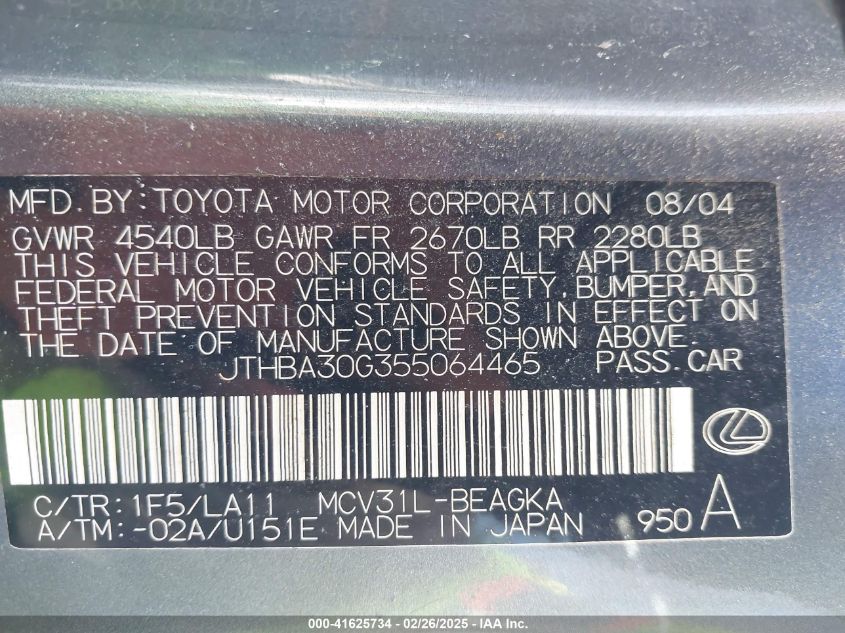 MFD BY:TOYOTA MOTOR CORPORATION 08/04
GVWR 4540LB GAWR FR 2670LB RR 2280LB
THIS VEHICLE CONFORMS TO ALL APPLICABLE
FEDERAL MOTOR VEHICLE SAFETY,BUMPER,AND
THEFT PREVENTION STANDARDS IN EFFECT ON
THE DATE OF MANUFACTURE SHOWN ABOVE.
JTHBA30G355064465 PASS.CAR
C/TR:1F5/LA11 MCV31L-BEAGKA
A/TM:-02A/U151E MADE IN JAPAN 950 A
000-41625734 - 02/26/2025 - IAA Inc.